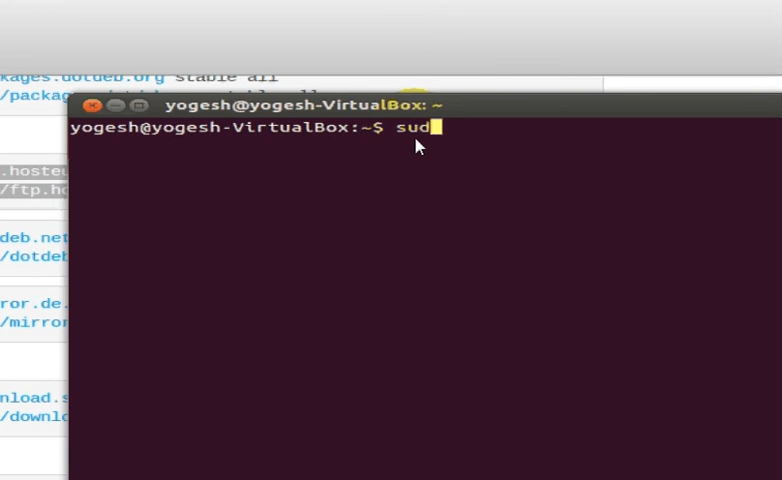 kages.dotdeb.org stable all
/packag
yogesh@yogesh-VirtualBox: ~
yogesh@yogesh-VirtualBox:~$ sud
.hosteu
/ftp.ho
deb.net
/dotdeb
ror.de.
/mirror
nload.s
/downlo